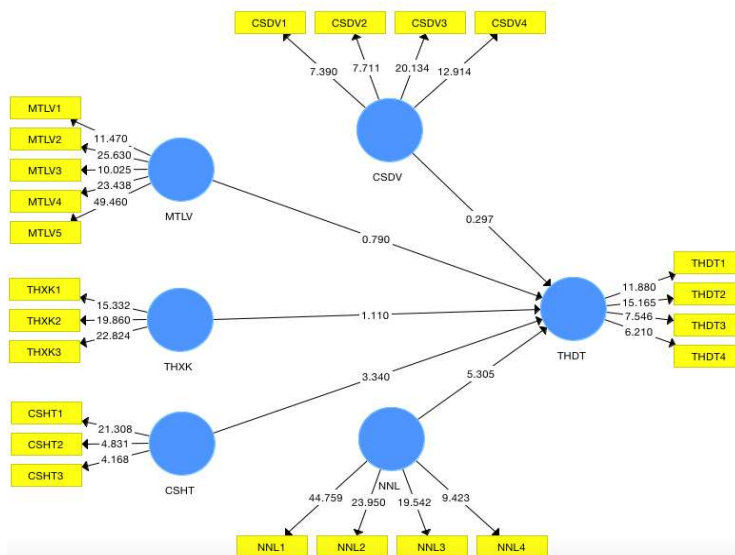 CSDV1 CSDV2 CSDV3 CSDV4
7.390 7.711 20.134 12.914
CSDV
MTLV1
MTLV2
MTLV3
MTLV4
MTLV5
11.470
25.630
10.025
23.438
49.460
MTLV
0.790
0.297
THXK1
THXK2
THXK3
15.332
19.860
22.824
THXK
1.110
CSHT1
CSHT2
CSHT3
21.308
4.831
4.168
CSHT
3.340
5.305
THDT
11.880
15.165
7.546
6.210
THDT1
THDT2
THDT3
THDT4
NNL
44.759 23.950 19.542 9.423
NNL1 NNL2 NNL3 NNL4